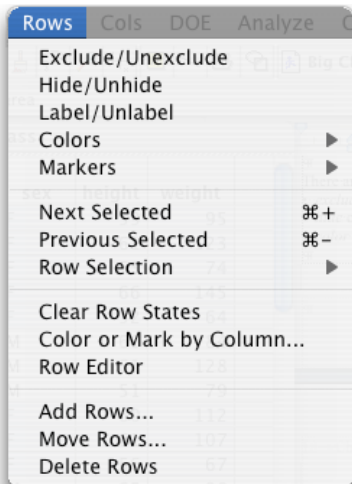 Rows Cols DOE Analyze
Exclude/Unexclude
Hide/Unhide
Label/Unlabel
Colors
Markers
Next Selected ⌘+
Previous Selected ⌘-
Row Selection
Clear Row States
Color or Mark by Column...
Row Editor
Add Rows...
Move Rows...
Delete Rows